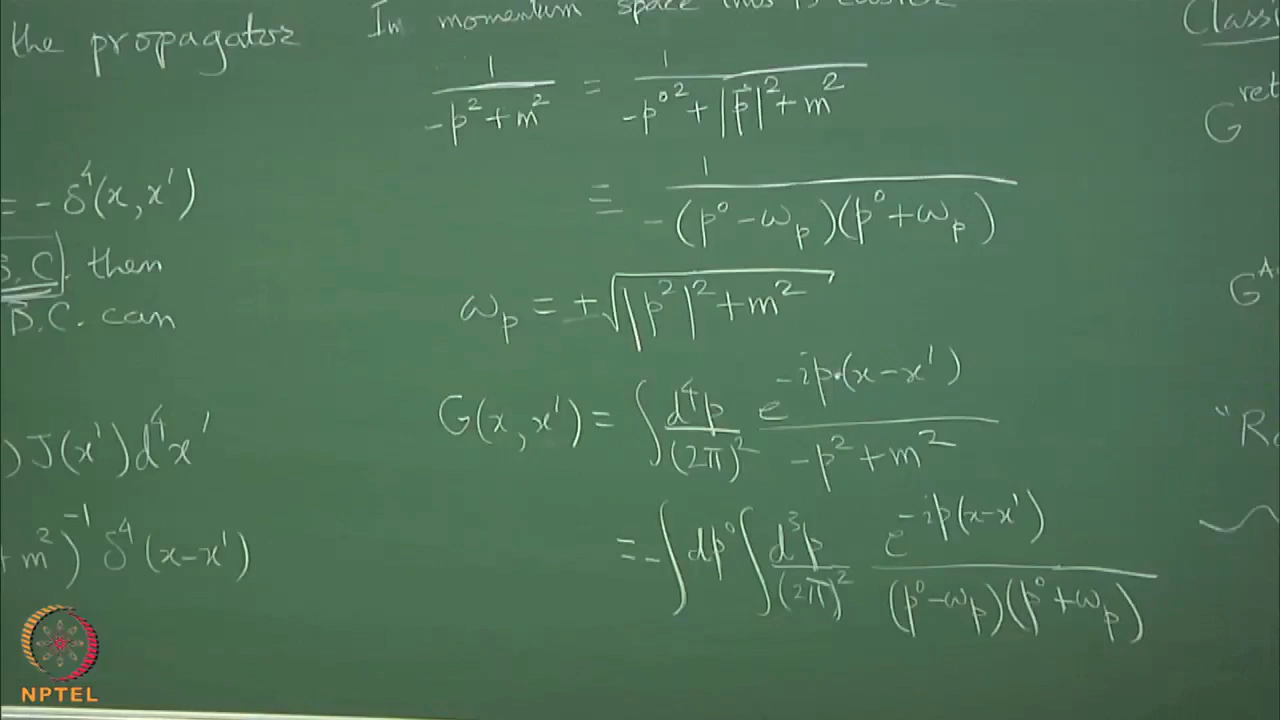 the propagator
In momentum space this is easier
1/(-p² + m²) = 1/(-p⁰² + |p⃗|² + m²)
= -δ⁴(x, x')
= 1/(-(p⁰ - ω_p)(p⁰ + ω_p))
B.C. then
B.C. can
ω_p = ±√(|p²|² + m²)
G(x, x') = ∫ d⁴p/(2π)² e^{-ip·(x-x')}/(-p² + m²)
) J(x') d⁴x'
+ m²)⁻¹ δ⁴(x-x')
= -∫ dp⁰ ∫ d³p/(2π)² e^{-ip(x-x')}/((p⁰ - ω_p)(p⁰ + ω_p))
Classi
G^ret
G^A
"R
NPTEL